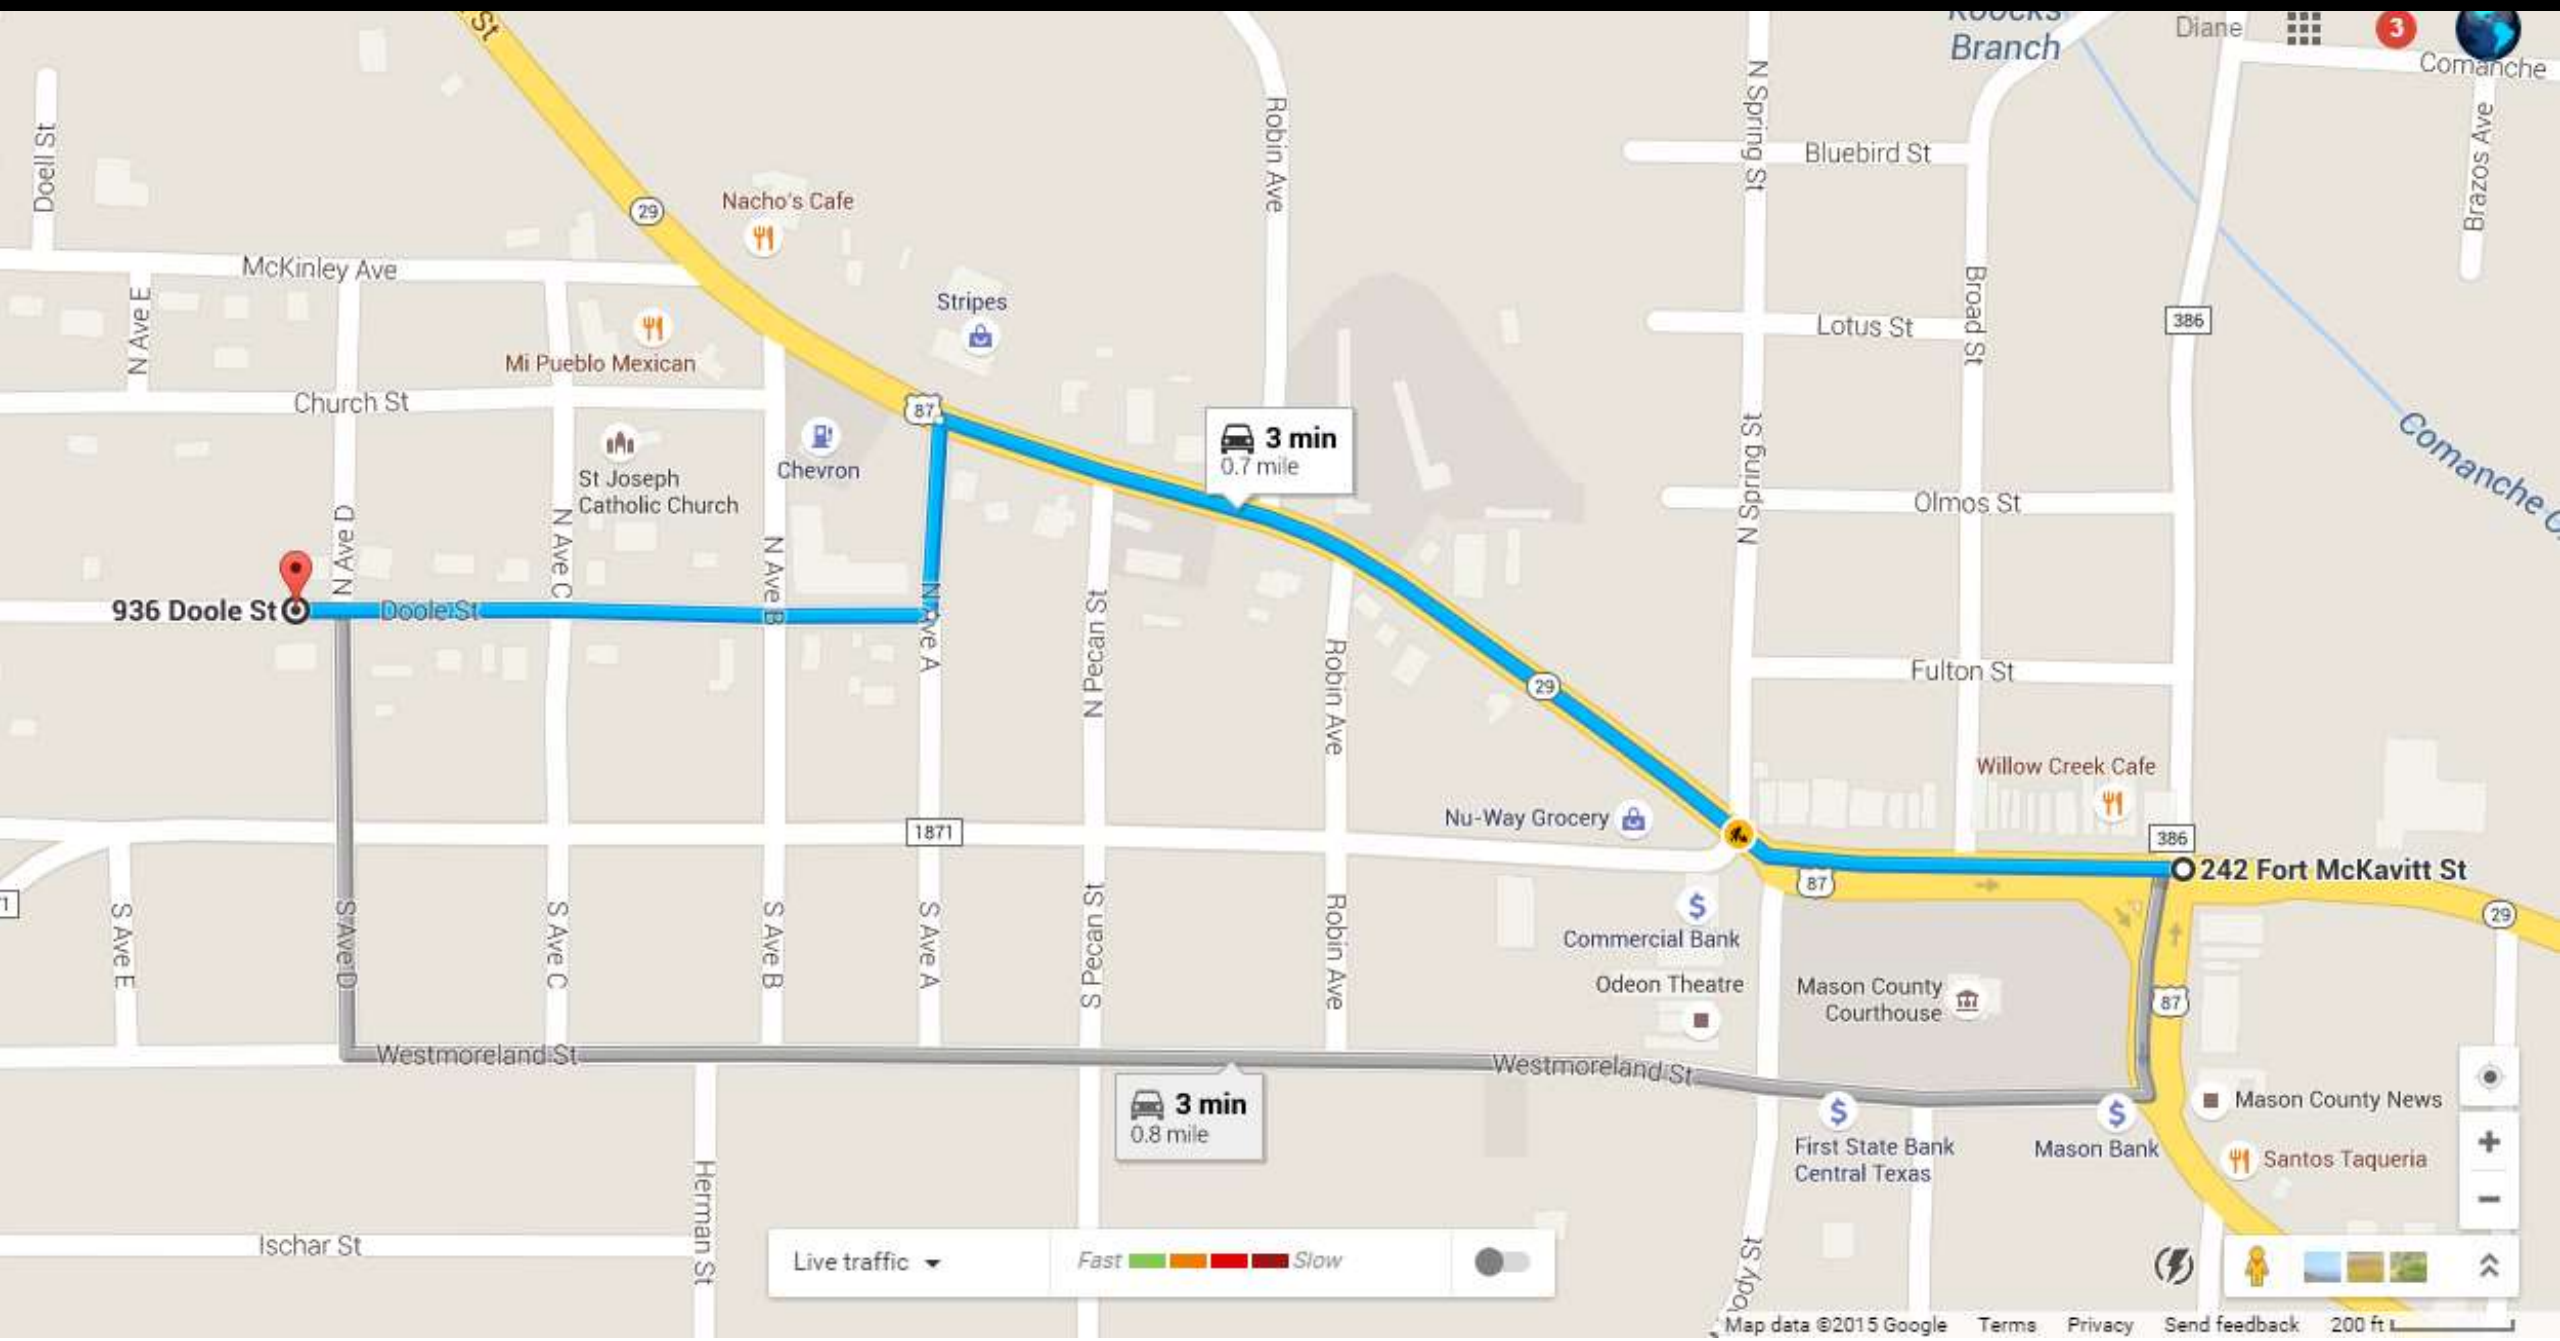 St
Koocks
Branch
Diane
3
Comanche
Doell St
Robin Ave
N Spring St
Bluebird St
Brazos Ave
29
Nacho's Cafe
McKinley Ave
N Ave E
Stripes
Mi Pueblo Mexican
Lotus St
Broad St
386
Church St
87
Chevron
St Joseph
Catholic Church
3 min
0.7 mile
N Spring St
Olmos St
Comanche
N Ave D
N Ave C
N Ave B
N Ave A
936 Doole St
Doole St
N Pecan St
Robin Ave
29
Fulton St
Willow Creek Cafe
Nu-Way Grocery
1871
386
242 Fort McKavitt St
87
29
1
S Ave E
S Ave D
S Ave C
S Ave B
S Ave A
S Pecan St
Robin Ave
Commercial Bank
Odeon Theatre
Mason County
Courthouse
87
Westmoreland St
Westmoreland St
3 min
0.8 mile
Mason County News
First State Bank
Central Texas
Mason Bank
Santos Taqueria
Herman St
Ischar St
Live traffic
Fast
Slow
Map data ©2015 Google
Terms
Privacy
Send feedback
200 ft